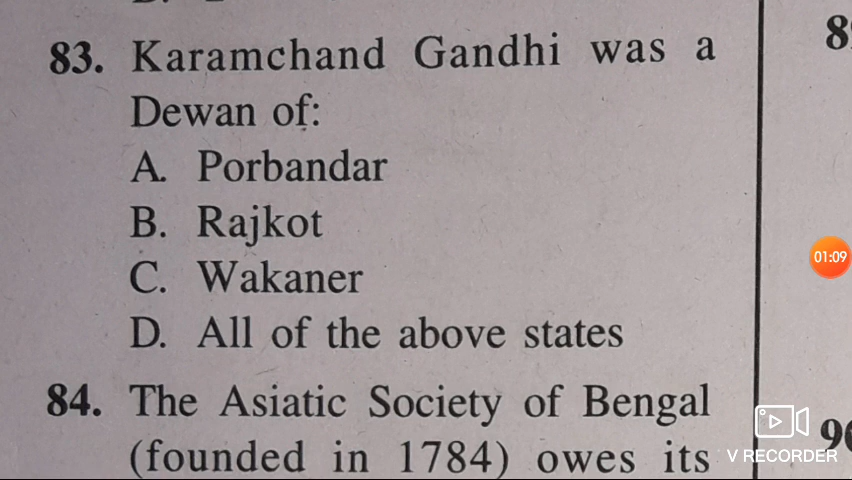 83. Karamchand Gandhi was a
Dewan of:
A. Porbandar
B. Rajkot
C. Wakaner
D. All of the above states
84. The Asiatic Society of Bengal
(founded in 1784) owes its
01:09
V RECORDER